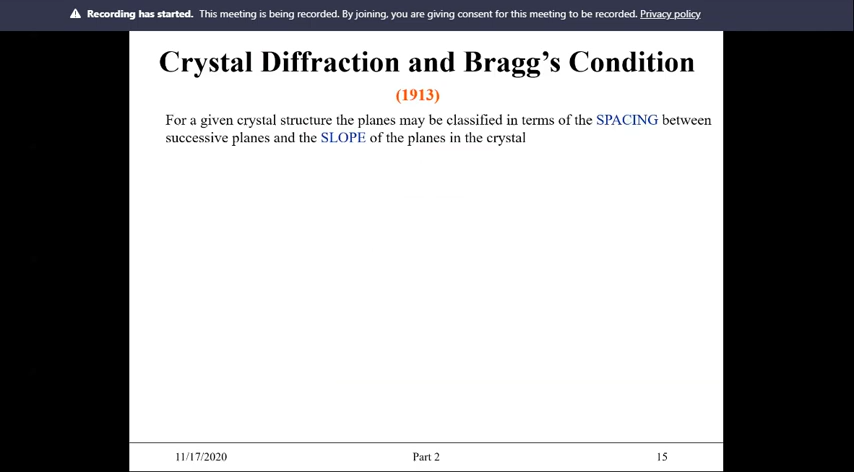 Recording has started. This meeting is being recorded. By joining, you are giving consent for this meeting to be recorded. Privacy policy
Crystal Diffraction and Bragg's Condition
(1913)
For a given crystal structure the planes may be classified in terms of the SPACING between
successive planes and the SLOPE of the planes in the crystal
11/17/2020 Part 2 15